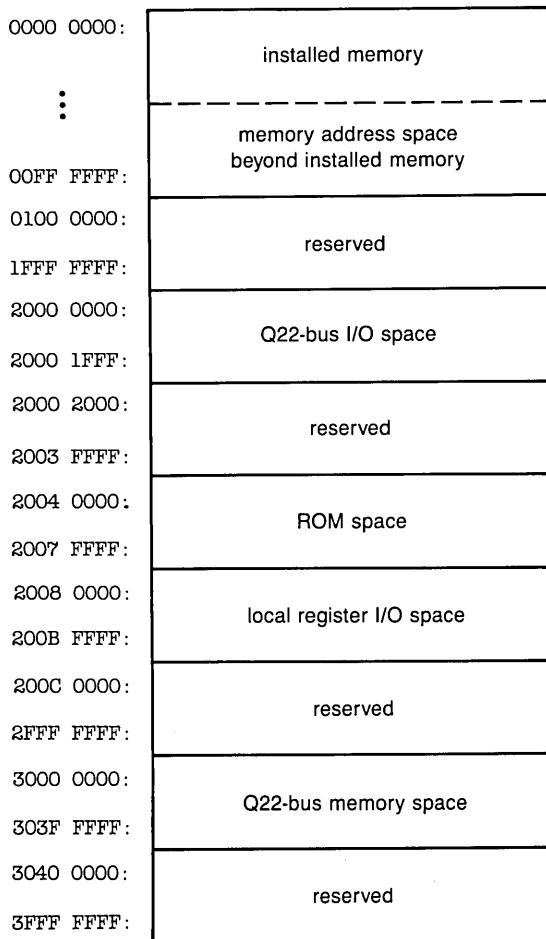 0000 0000:
installed memory
memory address space
beyond installed memory
00FF FFFF:
0100 0000:
reserved
1FFF FFFF:
2000 0000:
Q22-bus I/O space
2000 1FFF:
2000 2000:
reserved
2003 FFFF:
2004 0000:
ROM space
2007 FFFF:
2008 0000:
local register I/O space
200B FFFF:
200C 0000:
reserved
2FFF FFFF:
3000 0000:
Q22-bus memory space
303F FFFF:
3040 0000:
reserved
3FFF FFFF: